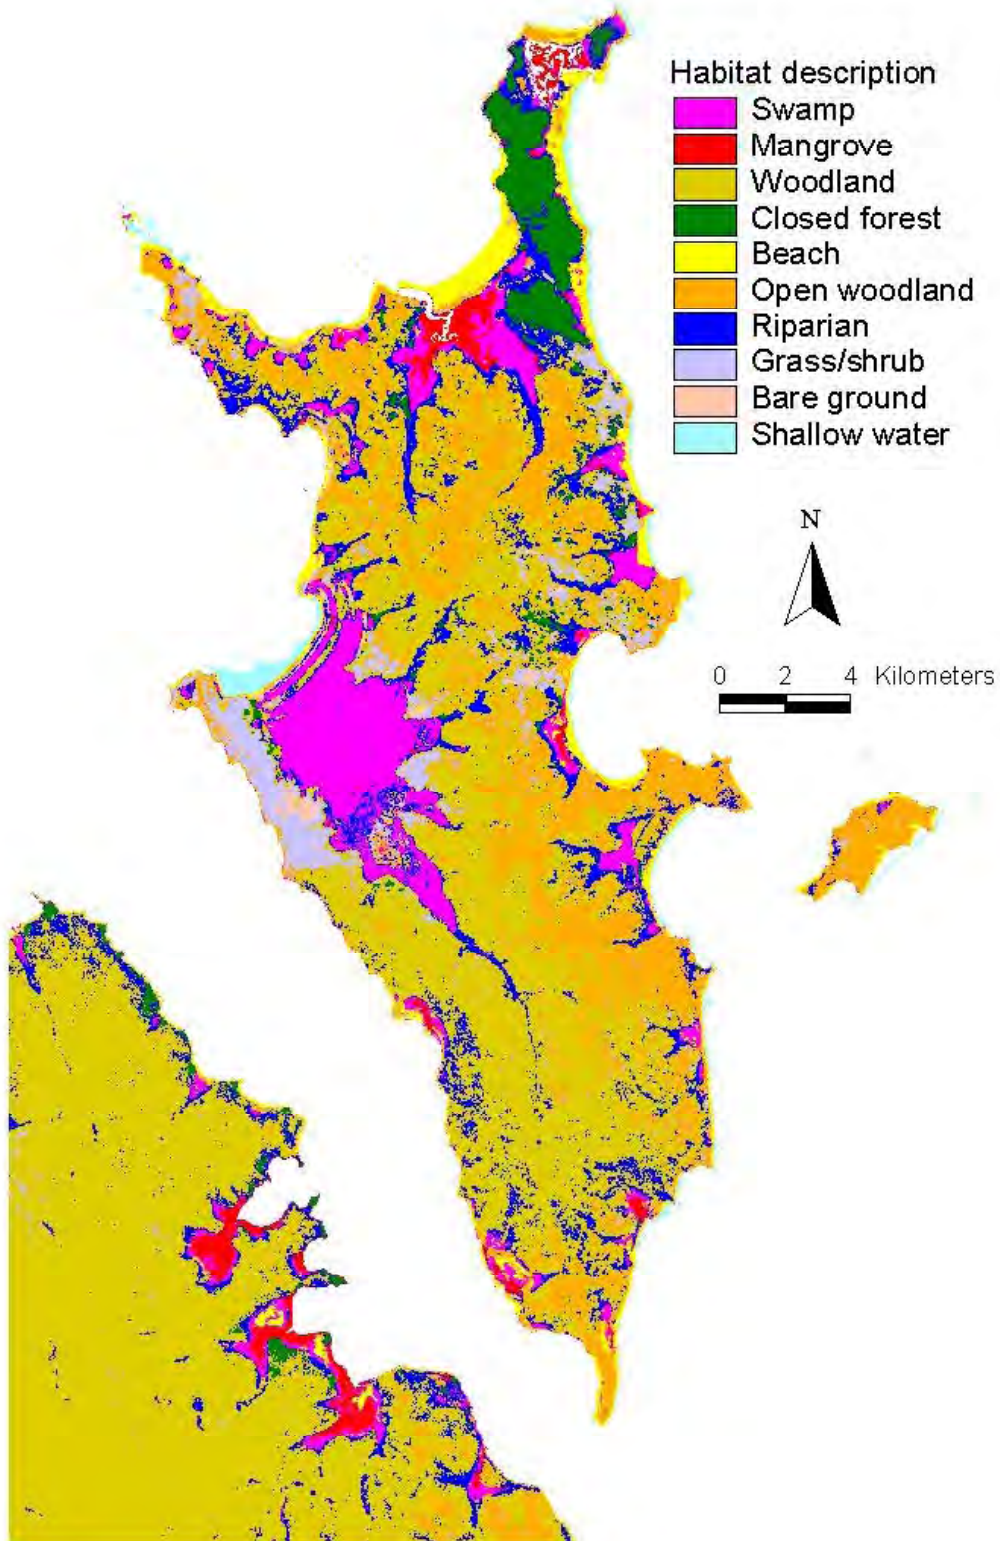 Habitat description
Swamp
Mangrove
Woodland
Closed forest
Beach
Open woodland
Riparian
Grass/shrub
Bare ground
Shallow water
N
0 2 4 Kilometers